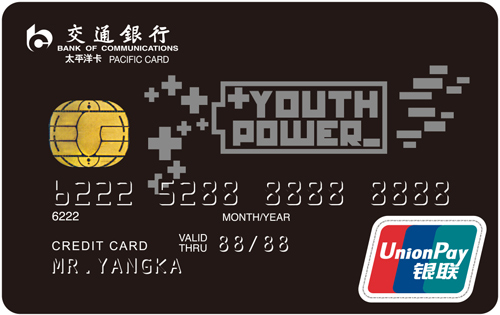 交通銀行
BANK OF COMMUNICATIONS
太平洋卡 PACIFIC CARD
YOUTH
POWER_
6222 5288 8888 8888
6222
MONTH/YEAR
CREDIT CARD VALID THRU 88/88
MR.YANGKA
UnionPay
银联